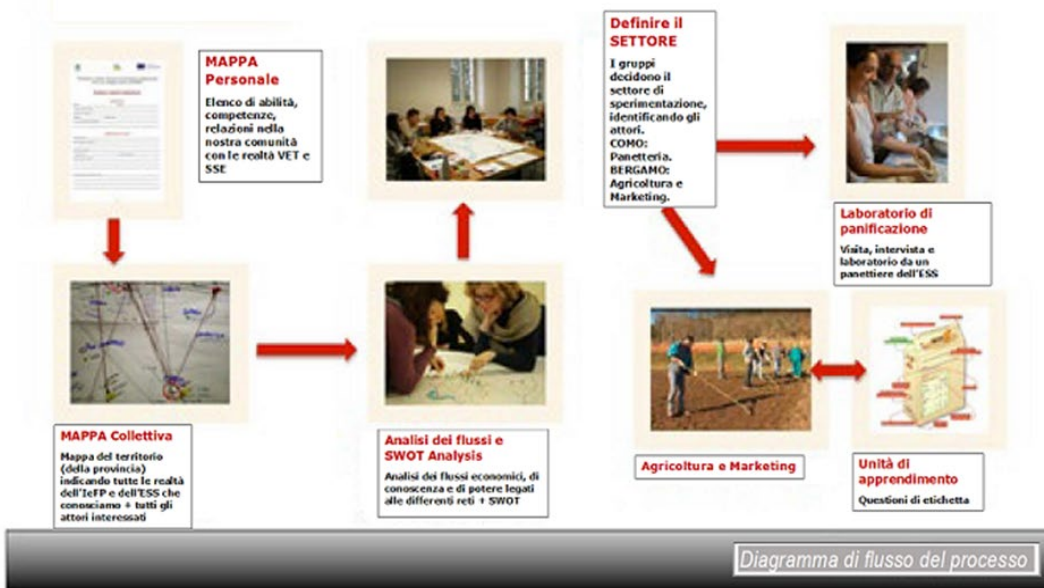 MAPPA
Personale
Elenco di abilità,
competenze,
relazioni nella
nostra comunità
con le realtà VET e
SSE
MAPPA Collettiva
Mappa del territorio
(della provincia)
indicando tutte le realtà
dell'IeFP e dell'ESS che
conosciamo + tutti gli
attori interessati
Analisi dei flussi e
SWOT Analysis
Analisi dei flussi economici, di
conoscenza e di potere legati
alle differenti reti + SWOT
Definire il
SETTORE
I gruppi
decidono il
settore di
sperimentazione,
identificando gli
attori.
COMO:
Panetteria.
BERGAMO:
Agricoltura e
Marketing.
Laboratorio di
panificazione
Visita, intervista e
laboratorio da un
panettiere dell'ESS
Agricoltura e Marketing
Unità di
apprendimento
Questioni di etichetta
Diagramma di flusso del processo